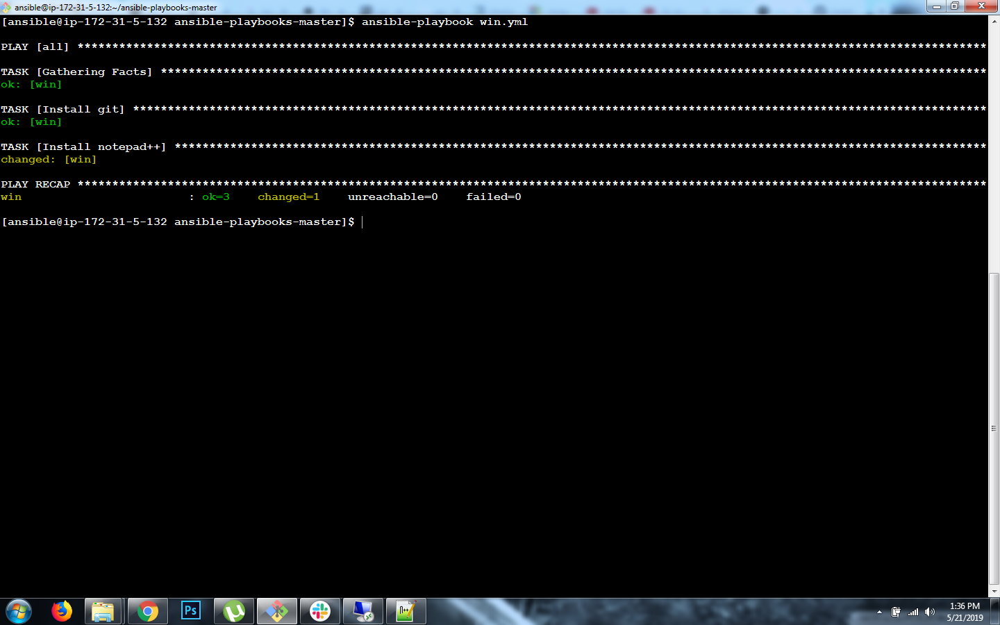 ansible@ip-172-31-5-132:~/ansible-playbooks-master
[ansible@ip-172-31-5-132 ansible-playbooks-master]$ ansible-playbook win.yml
PLAY [all] ***********************************************************************************************************************************
TASK [Gathering Facts] ***********************************************************************************************************************
ok: [win]
TASK [Install git] ***************************************************************************************************************************
ok: [win]
TASK [Install notepad++] *********************************************************************************************************************
changed: [win]
PLAY RECAP ***********************************************************************************************************************************
win                        : ok=3    changed=1    unreachable=0    failed=0
[ansible@ip-172-31-5-132 ansible-playbooks-master]$
Ps
1:36 PM
5/21/2019